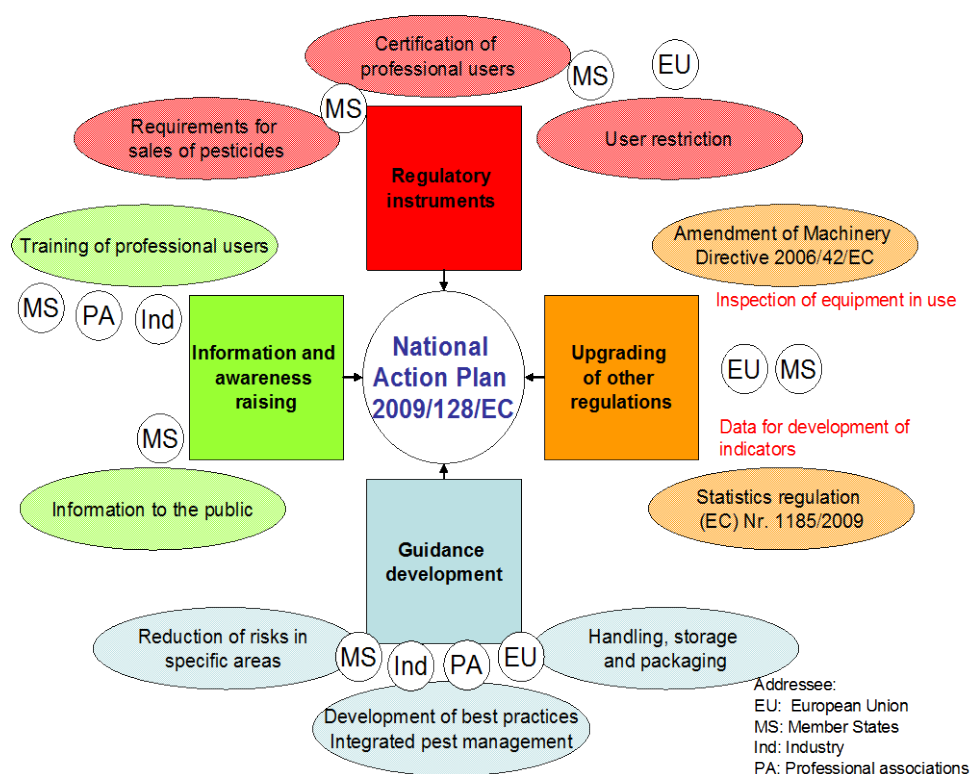 Certification of
professional users
MS
EU
MS
Requirements for
sales of pesticides
User restriction
Regulatory
instruments
Training of professional users
Amendment of Machinery
Directive 2006/42/EC
MS
PA
Ind
Inspection of equipment in use
Information and
awareness
raising
National
Action Plan
2009/128/EC
Upgrading
of other
regulations
EU
MS
MS
Data for development of
indicators
Information to the public
Statistics regulation
(EC) Nr. 1185/2009
Guidance
development
Reduction of risks in
specific areas
MS
Ind
PA
EU
Handling, storage
and packaging
Development of best practices
Integrated pest management
Addressee:
EU: European Union
MS: Member States
Ind: Industry
PA: Professional associations